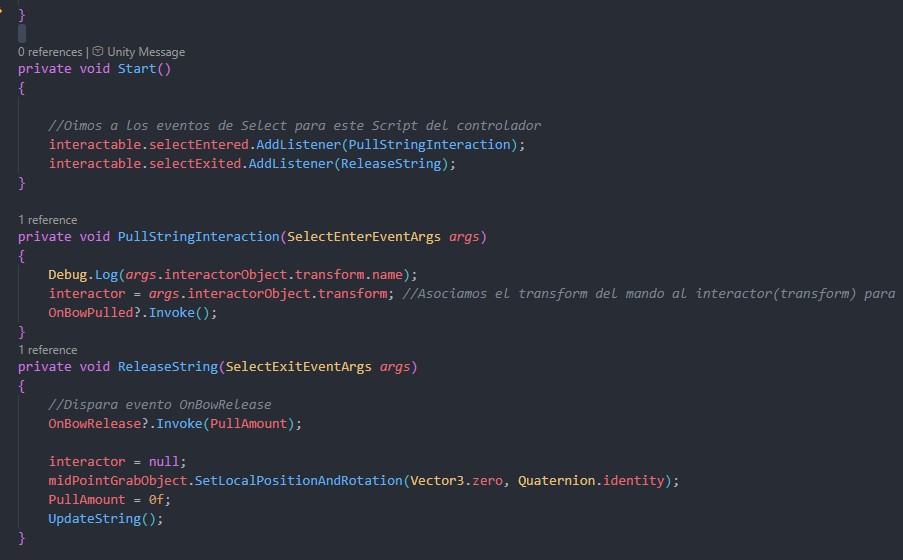 }
0 references | Unity Message
private void Start()
{
//Oimos a los eventos de Select para este Script del controlador
interactable.selectEntered.AddListener(PullStringInteraction);
interactable.selectExited.AddListener(ReleaseString);
}
1 reference
private void PullStringInteraction(SelectEnterEventArgs args)
{
Debug.Log(args.interactorObject.transform.name);
interactor = args.interactorObject.transform; //Asociamos el transform del mando al interactor(transform) para
OnBowPulled?.Invoke();
}
1 reference
private void ReleaseString(SelectExitEventArgs args)
{
//Dispara evento OnBowRelease
OnBowRelease?.Invoke(PullAmount);
interactor = null;
midPointGrabObject.SetLocalPositionAndRotation(Vector3.zero, Quaternion.identity);
PullAmount = 0f;
UpdateString();
}